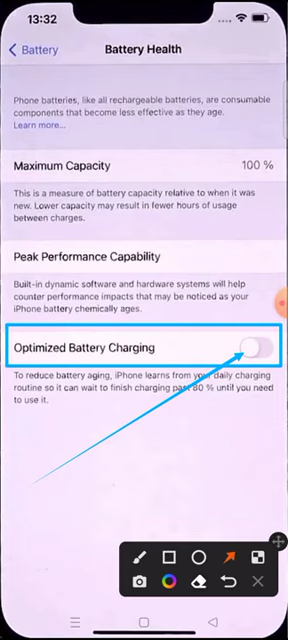 13:32
Battery
Battery Health
Phone batteries, like all rechargeable batteries, are consumable
components that become less effective as they age.
Learn more...
Maximum Capacity 100 %
This is a measure of battery capacity relative to when it was
new. Lower capacity may result in fewer hours of usage
between charges.
Peak Performance Capability
Built-in dynamic software and hardware systems will help
counter performance impacts that may be noticed as your
iPhone battery chemically ages.
Optimized Battery Charging
To reduce battery aging, iPhone learns from your daily charging
routine so it can wait to finish charging past 80 % until you need
to use it.